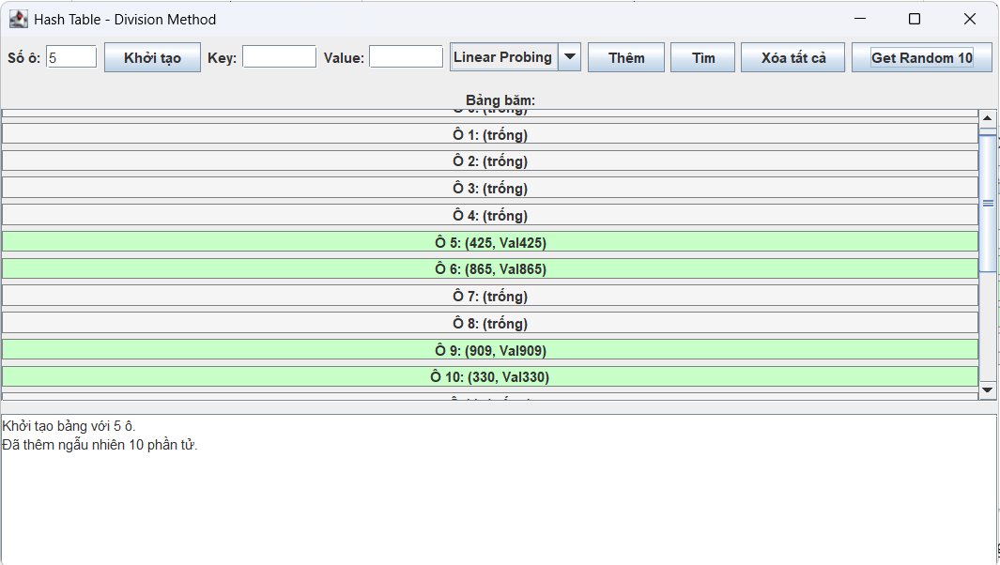 Hash Table - Division Method
Số ô: 5 Khởi tạo Key: Value: Linear Probing Thêm Tìm Xóa tất cả Get Random 10
Bảng băm:
Ô 0: (trống)
Ô 1: (trống)
Ô 2: (trống)
Ô 3: (trống)
Ô 4: (trống)
Ô 5: (425, Val425)
Ô 6: (865, Val865)
Ô 7: (trống)
Ô 8: (trống)
Ô 9: (909, Val909)
Ô 10: (330, Val330)
Khởi tạo bảng với 5 ô.
Đã thêm ngẫu nhiên 10 phần tử.